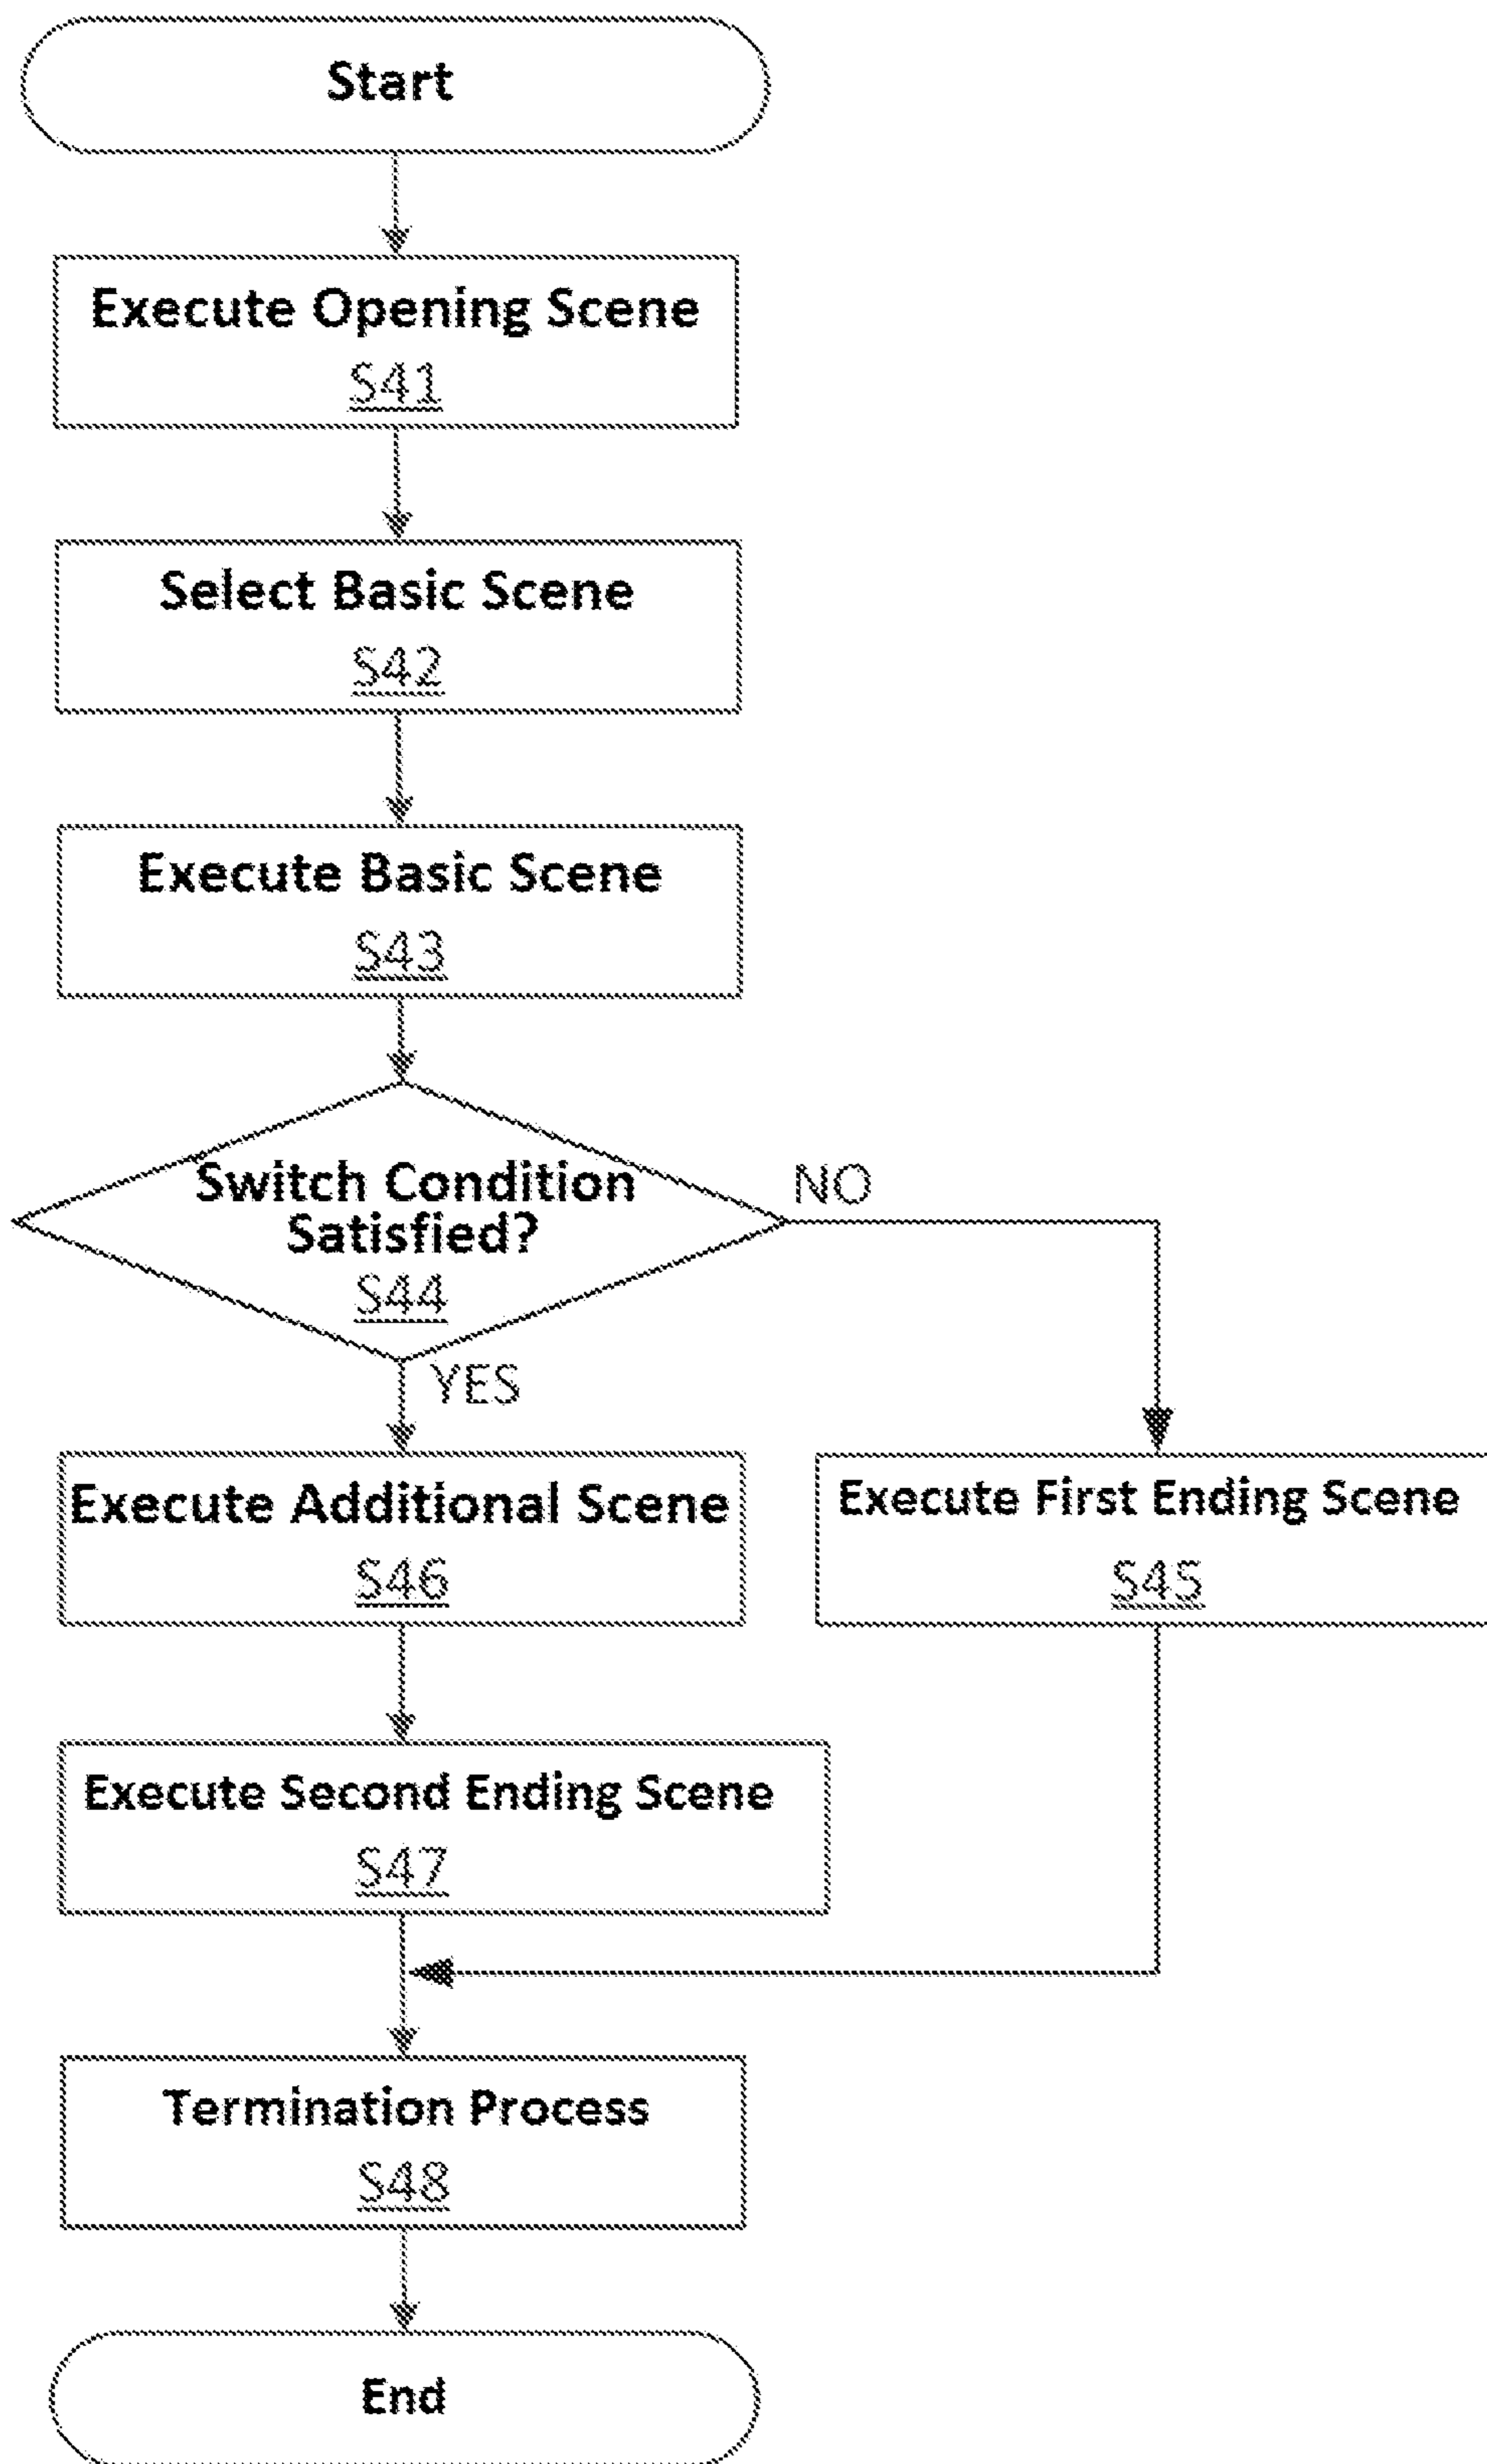 Start
Execute Opening Scene
S41
Select Basic Scene
S42
Execute Basic Scene
S43
Switch Condition
Satisfied?
S44
NO
YES
Execute Additional Scene
S46
Execute First Ending Scene
S45
Execute Second Ending Scene
S47
Termination Process
S48
End